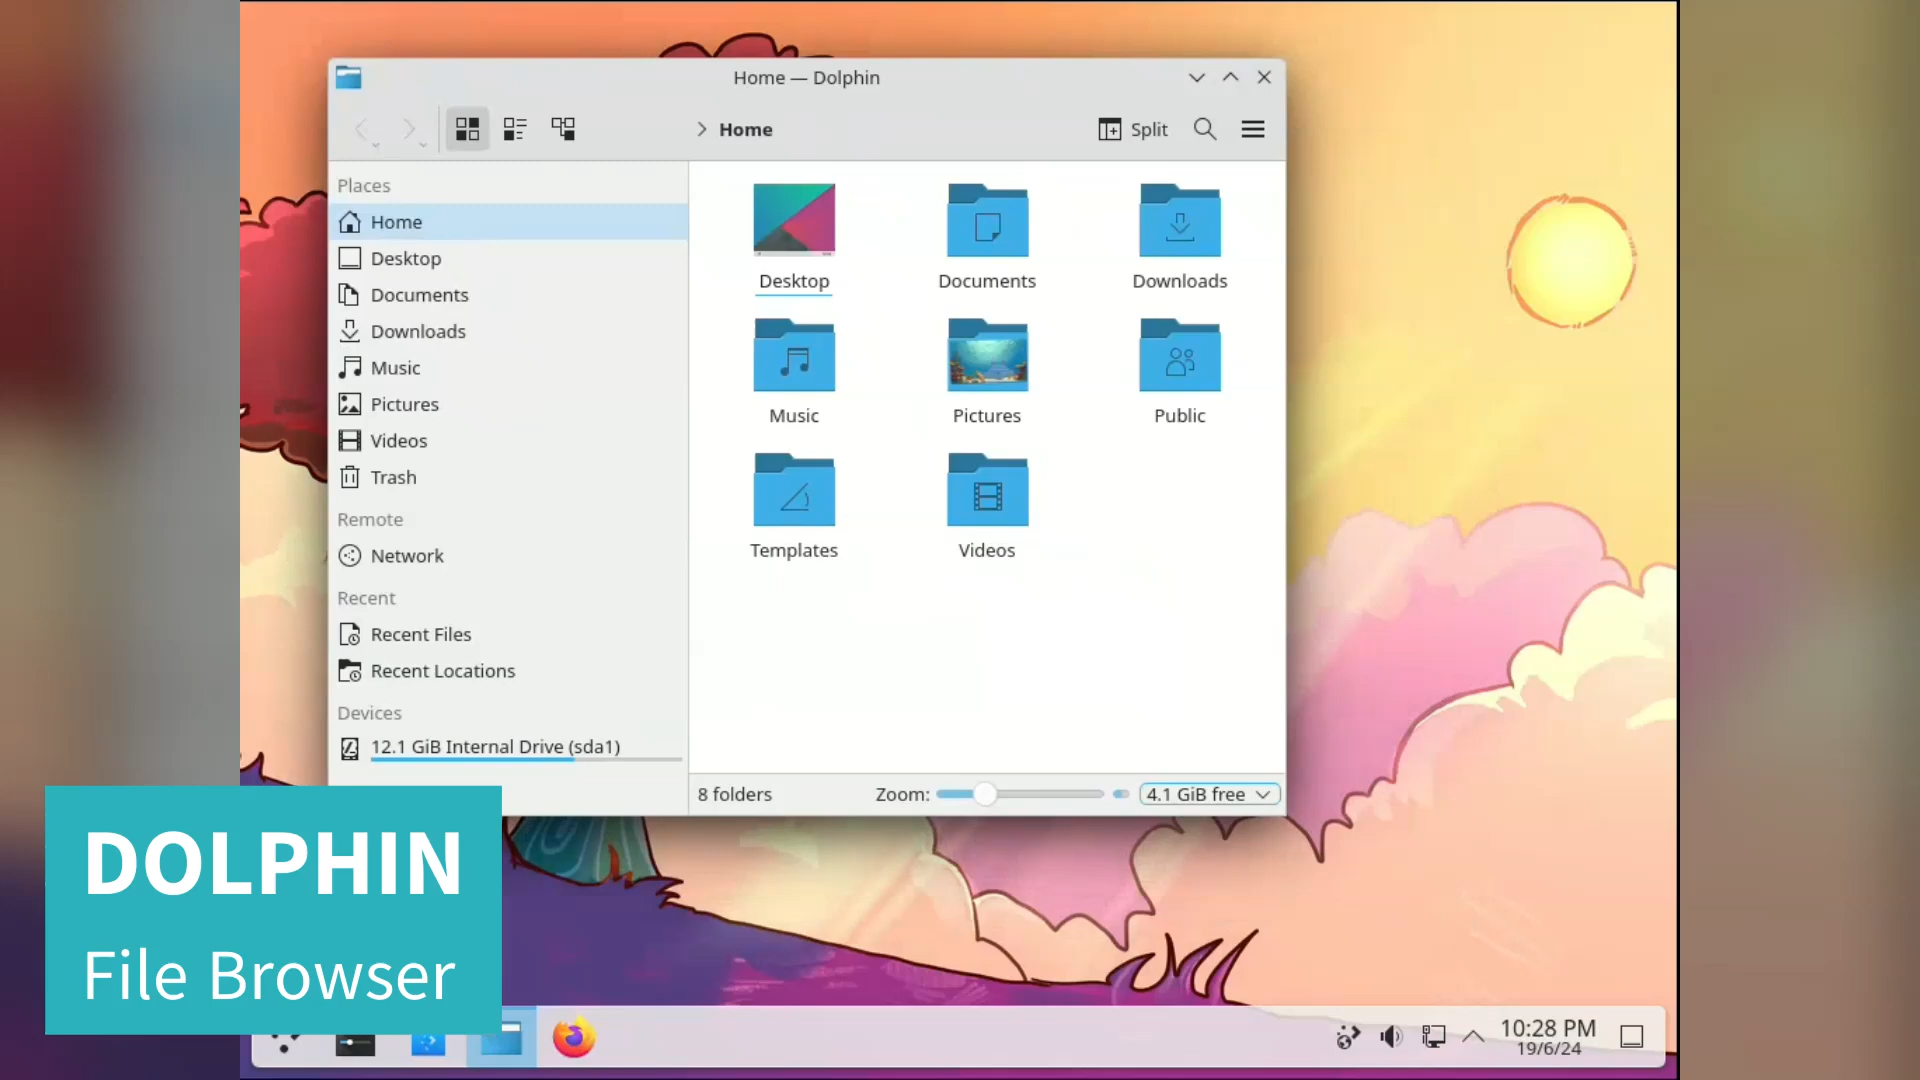 Home — Dolphin
Home
Split
Places
Home
Desktop
Documents
Downloads
Music
Pictures
Videos
Trash
Remote
Network
Recent
Recent Files
Recent Locations
Devices
12.1 GiB Internal Drive (sda1)
Desktop
Documents
Downloads
Music
Pictures
Public
Templates
Videos
8 folders
Zoom:
4.1 GiB free
DOLPHIN
File Browser
10:28 PM
19/6/24